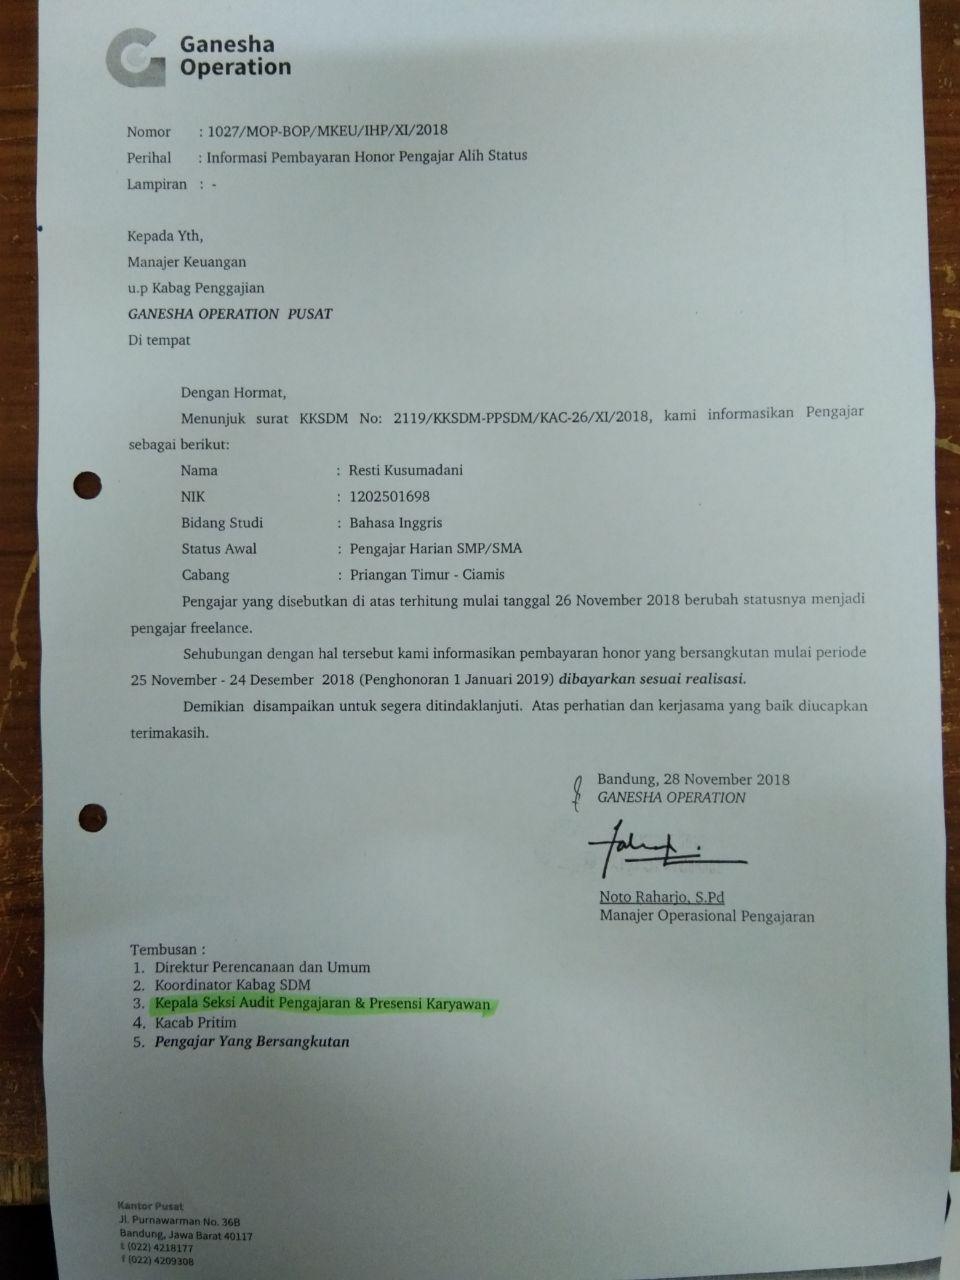 Ganesha
Operation
Nomor : 1027/MOP-BOP/MKEU/IHP/XI/2018
Perihal : Informasi Pembayaran Honor Pengajar Alih Status
Lampiran : -
Kepada Yth,
Manajer Keuangan
u.p Kabag Penggajian
GANESHA OPERATION PUSAT
Di tempat
Dengan Hormat,
Menunjuk surat KKSDM No: 2119/KKSDM-PPSDM/KAC-26/XI/2018, kami informasikan Pengajar
sebagai berikut:
Nama : Resti Kusumadani
NIK : 1202501698
Bidang Studi : Bahasa Inggris
Status Awal : Pengajar Harian SMP/SMA
Cabang : Priangan Timur - Ciamis
Pengajar yang disebutkan di atas terhitung mulai tanggal 26 November 2018 berubah statusnya menjadi
pengajar freelance.
Sehubungan dengan hal tersebut kami informasikan pembayaran honor yang bersangkutan mulai periode
25 November - 24 Desember 2018 (Penghonoran 1 Januari 2019) dibayarkan sesuai realisasi.
Demikian disampaikan untuk segera ditindaklanjuti. Atas perhatian dan kerjasama yang baik diucapkan
terimakasih.
Bandung, 28 November 2018
GANESHA OPERATION
Noto Raharjo, S.Pd
Manajer Operasional Pengajaran
Tembusan :
1. Direktur Perencanaan dan Umum
2. Koordinator Kabag SDM
3. Kepala Seksi Audit Pengajaran & Presensi Karyawan
4. Kacab Pritim
5. Pengajar Yang Bersangkutan
Kantor Pusat
Jl. Purnawarman No. 36B
Bandung, Jawa Barat 40117
t (022) 4218177
f (022) 4209308